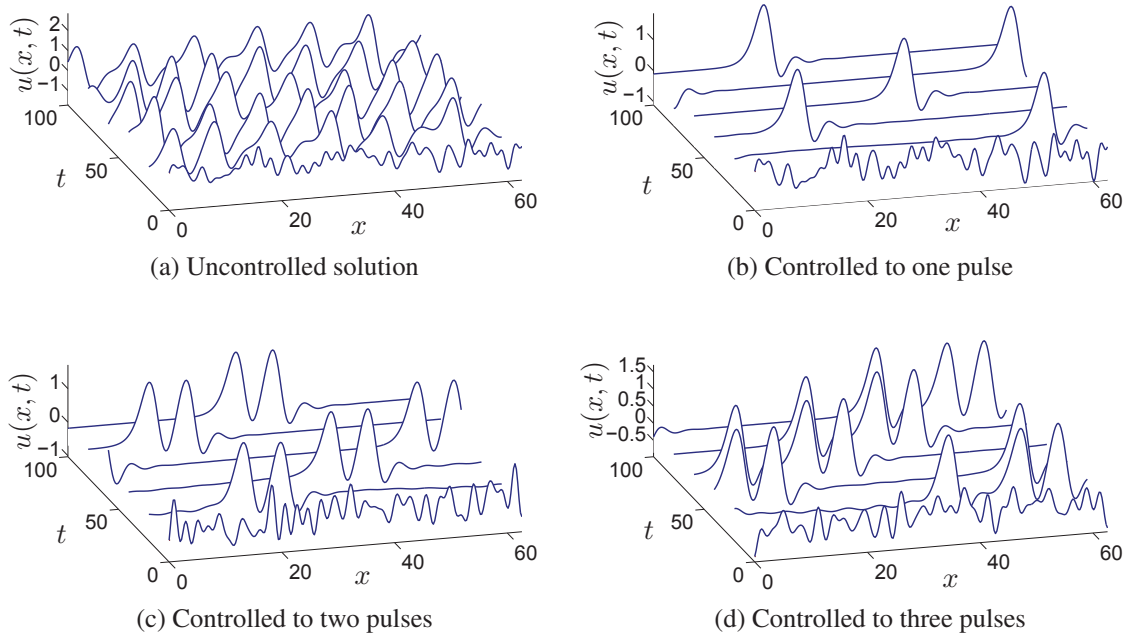 2
1
0
−1
u(x, t)
100
50
0
t
0
20
40
60
x
(a) Uncontrolled solution
1
0
−1
u(x, t)
100
50
0
t
0
20
40
60
x
(b) Controlled to one pulse
1
0
−1
u(x, t)
100
50
0
t
0
20
40
60
x
(c) Controlled to two pulses
1.5
1
0.5
0
−0.5
u(x, t)
100
50
0
t
0
20
40
60
x
(d) Controlled to three pulses